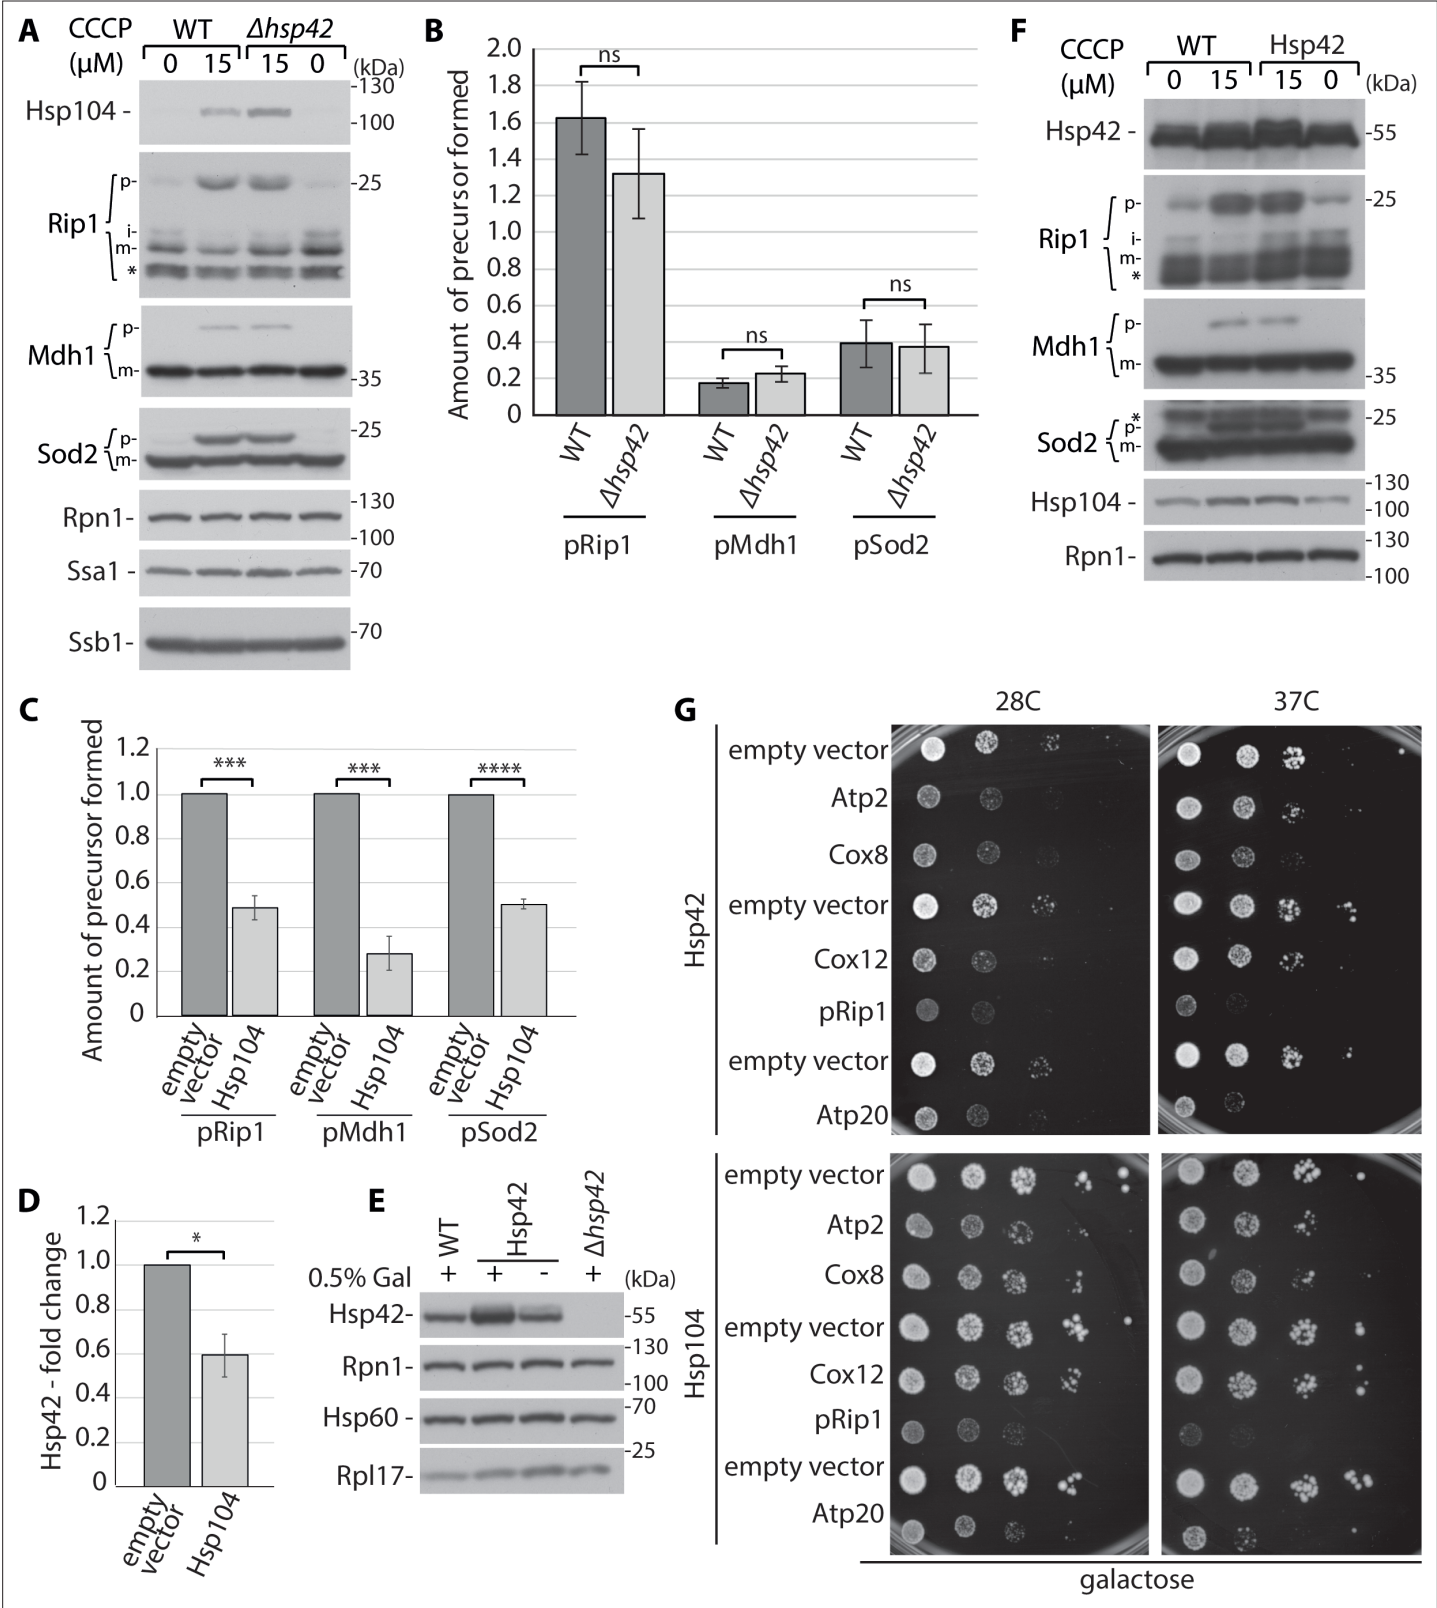 A
CCCP WT Δhsp42
(μM) 0 15 15 0 (kDa)
Hsp104 - -130
-100
Rip1 p- -25
i-
m-
*
Mdh1 p-
m- -35
Sod2 p- -25
m-
Rpn1- -130
-100
Ssa1 - -70
Ssb1- -70
B
Amount of precursor formed
2.0
1.8
1.6
1.4
1.2
1.0
0.8
0.6
0.4
0.2
0
ns ns ns
WT Δhsp42 WT Δhsp42 WT Δhsp42
pRip1 pMdh1 pSod2
F
CCCP WT Hsp42
(μM) 0 15 15 0 (kDa)
Hsp42 - -55
Rip1 p- -25
i-
m-
*
Mdh1 p-
m- -35
Sod2 * -25
p-
m-
Hsp104 - -130
-100
Rpn1- -130
-100
C
Amount of precursor formed
1.2
1.0
0.8
0.6
0.4
0.2
0
*** *** ****
empty vector Hsp104 empty vector Hsp104 empty vector Hsp104
pRip1 pMdh1 pSod2
D
Hsp42 - fold change
1.2
1.0
0.8
0.6
0.4
0.2
0
*
empty vector Hsp104
E
WT Hsp42 Δhsp42
0.5% Gal + + - + (kDa)
Hsp42- -55
Rpn1- -130
-100
Hsp60 - -70
Rpl17- -25
G
28C 37C
Hsp42
empty vector
Atp2
Cox8
empty vector
Cox12
pRip1
empty vector
Atp20
Hsp104
empty vector
Atp2
Cox8
empty vector
Cox12
pRip1
empty vector
Atp20
galactose